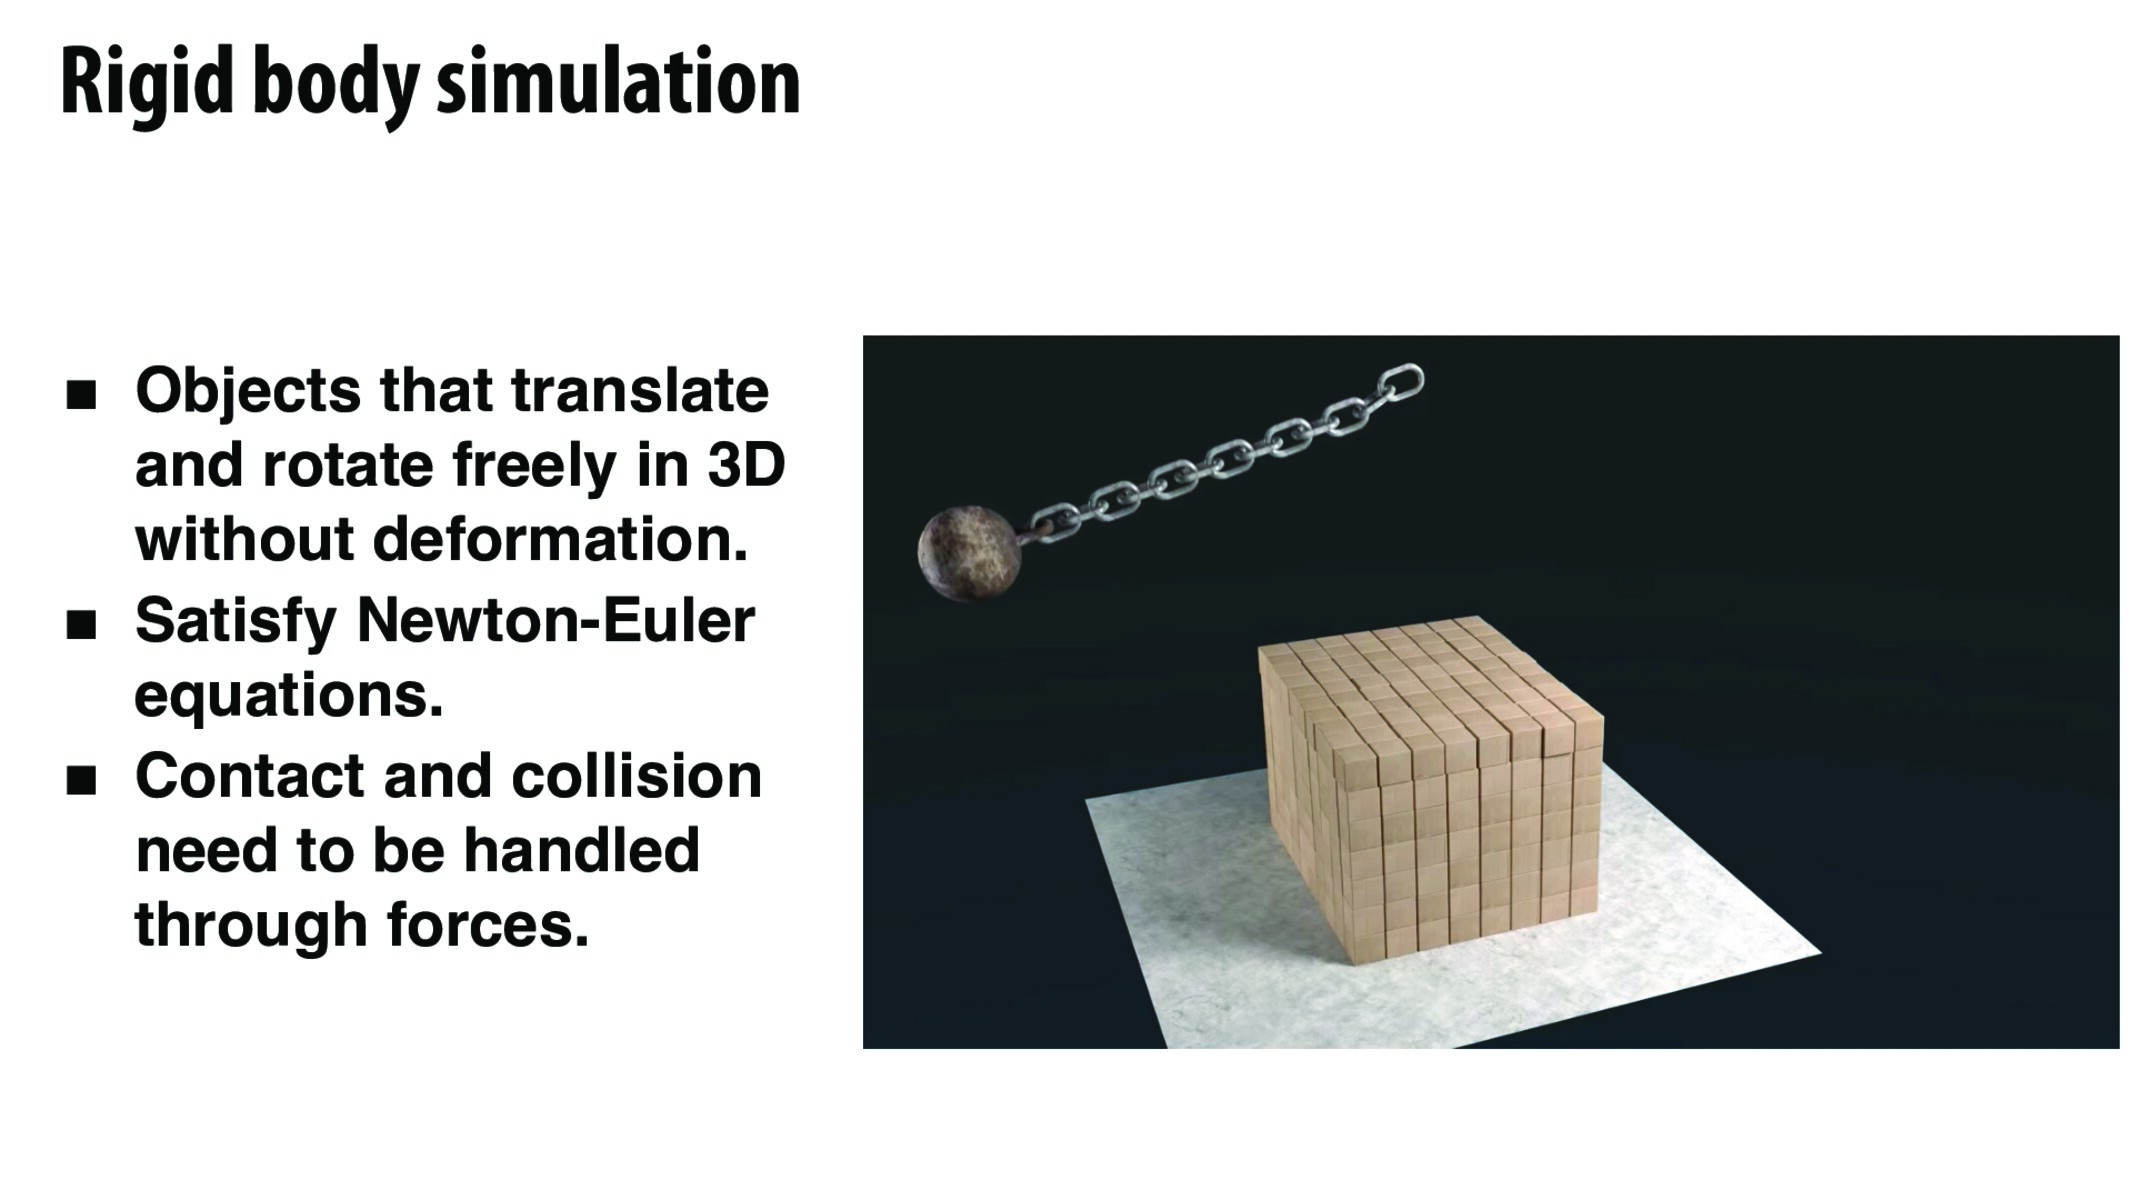 Rigid body simulation
■ Objects that translate
and rotate freely in 3D
without deformation.
■ Satisfy Newton-Euler
equations.
■ Contact and collision
need to be handled
through forces.